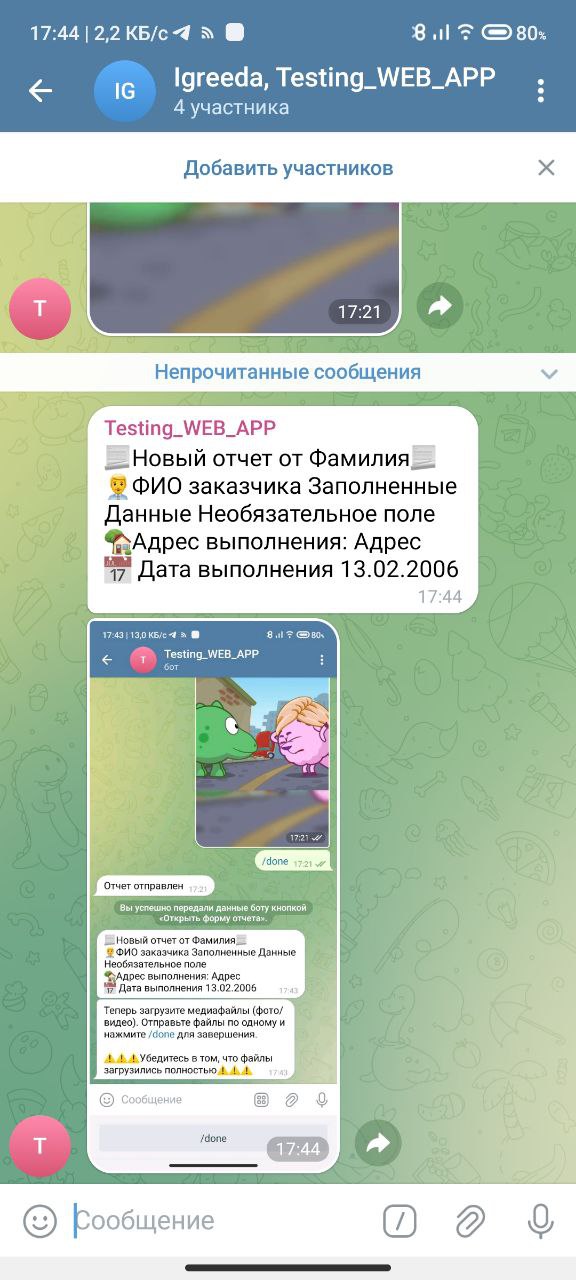 17:44 | 2,2 КБ/с 80%
IG
Igreeda, Testing_WEB_APP
4 участника
Добавить участников
T
17:21
Непрочитанные сообщения
Testing_WEB_APP
Новый отчет от Фамилия
ФИО заказчика Заполненные
Данные Необязательное поле
Адрес выполнения: Адрес
17 Дата выполнения 13.02.2006
17:44
17:43 | 13,0 КБ/с 80%
T
Testing_WEB_APP
бот
17:21
/done 17:21
Отчет отправлен 17:21
Вы успешно передали данные боту кнопкой
«Открыть форму отчета».
Новый отчет от Фамилия
ФИО заказчика Заполненные Данные
Необязательное поле
Адрес выполнения: Адрес
17 Дата выполнения 13.02.2006
17:43
Теперь загрузите медиафайлы (фото/
видео). Отправьте файлы по одному и
нажмите /done для завершения.
Убедитесь в том, что файлы
загрузились полностью
17:43
Сообщение
/done
17:44
T
Сообщение